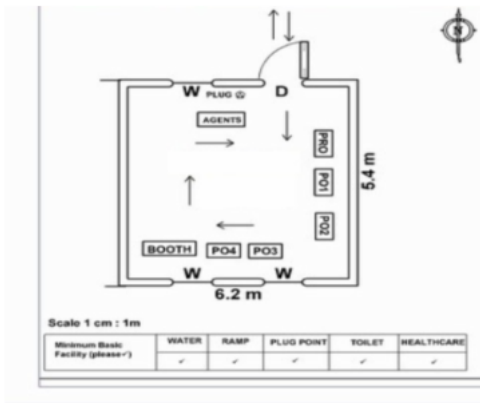 N
W PLUG D
AGENTS
PRO
PO1
PO2
5.4 m
BOOTH PO4 PO3
W W
6.2 m
Scale 1 cm : 1m
Minimum Basic Facility (please✓) WATER RAMP PLUG POINT TOILET HEALTHCARE
✓ ✓ ✓ ✓ ✓